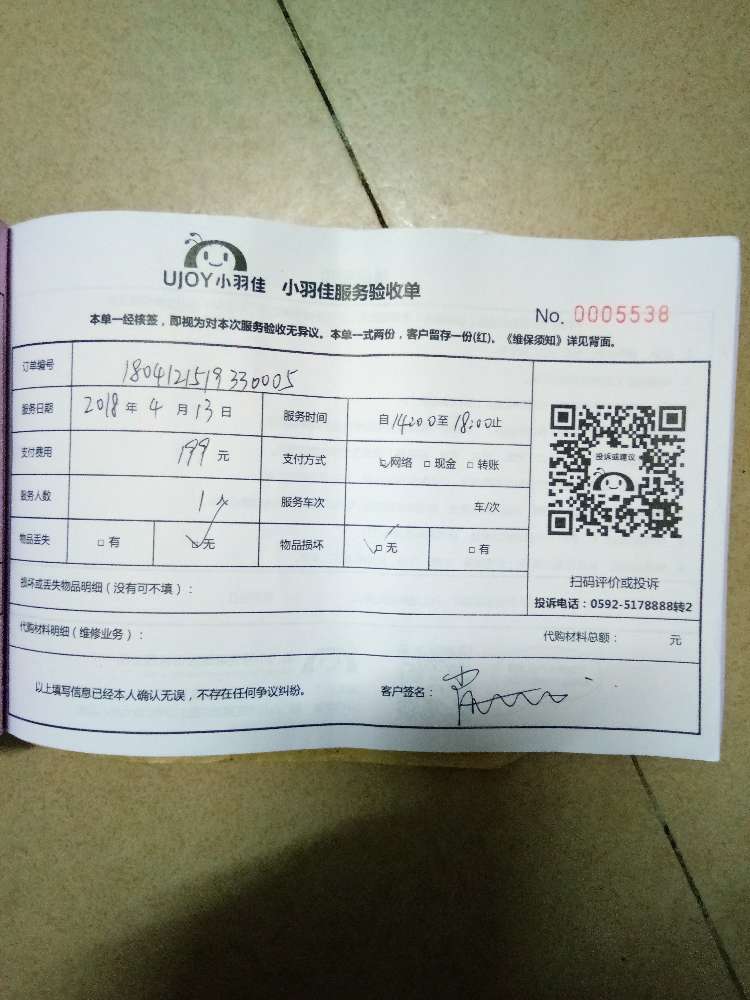 UJOY小羽佳 小羽佳服务验收单
No. 0005538
本单一经核签，即视为对本次服务验收无异议。本单一式两份，客户留存一份(红)、《维保须知》详见背面。
订单编号 1804121519330005
服务日期 2018年4月13日 服务时间 自14:00至18:00止
支付费用 199元 支付方式 ☑网络 □现金 □转账
服务人数 1人 服务车次 车/次
物品丢失 □有 ☑无 物品损坏 ☑无 □有
投诉或建议
扫码评价或投诉
投诉电话：0592-5178888转2
损坏或丢失物品明细（没有可不填）：
代购材料明细（维修业务）： 代购材料总额： 元
以上填写信息已经本人确认无误，不存在任何争议纠纷。 客户签名：